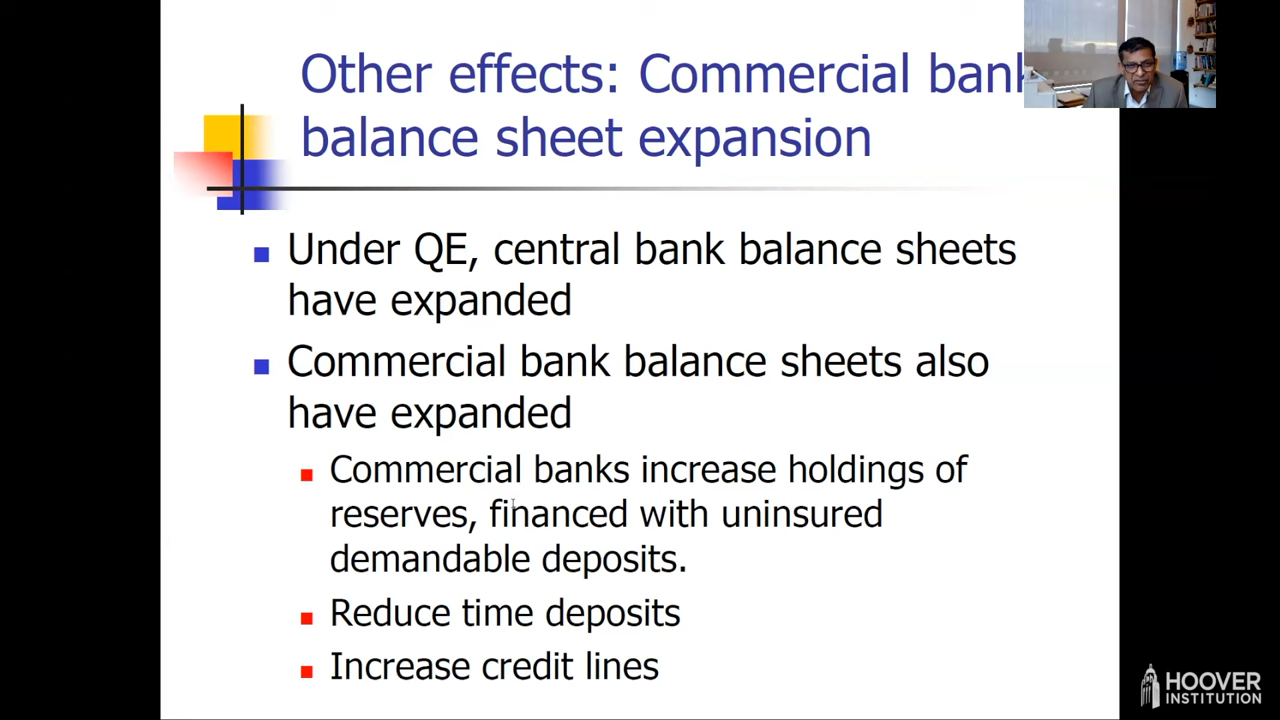 Other effects: Commercial bank
balance sheet expansion
Under QE, central bank balance sheets
have expanded
Commercial bank balance sheets also
have expanded
Commercial banks increase holdings of
reserves, financed with uninsured
demandable deposits.
Reduce time deposits
Increase credit lines
HOOVER
INSTITUTION